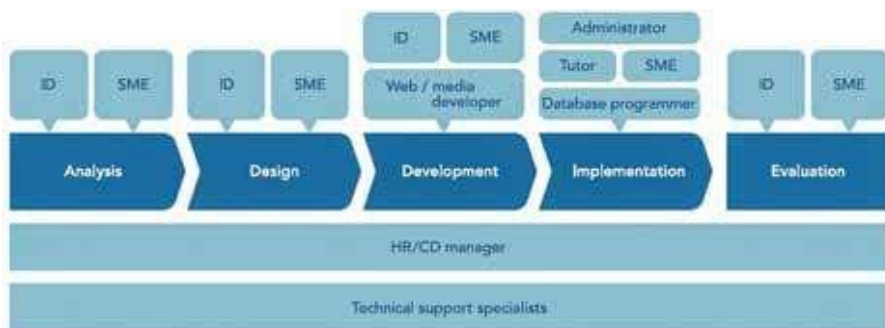 ID
SME
Administrator
ID
SME
ID
SME
Web / media
developer
Tutor
SME
Database programmer
ID
SME
Analysis
Design
Development
Implementation
Evaluation
HR/CD manager
Technical support specialists